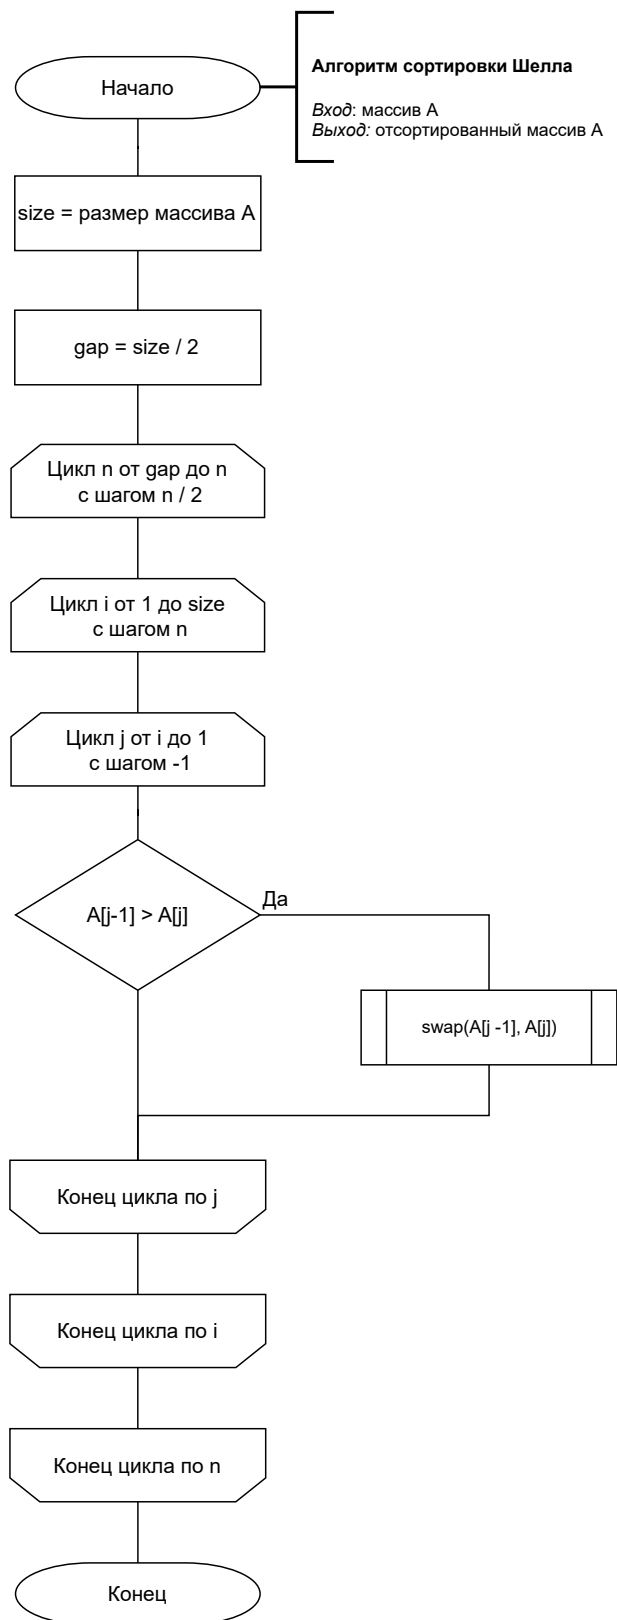 Начало
Алгоритм сортировки Шелла
Вход: массив А
Выход: отсортированный массив А
size = размер массива А
gap = size / 2
Цикл n от gap до n
с шагом n / 2
Цикл i от 1 до size
с шагом n
Цикл j от i до 1
с шагом -1
A[j-1] > A[j]
Да
swap(A[j -1], A[j])
Конец цикла по j
Конец цикла по i
Конец цикла по n
Конец